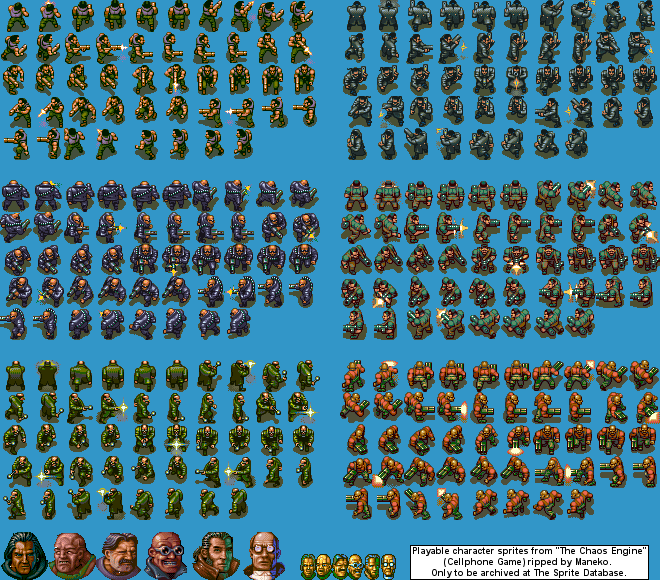 Playable character sprites from "The Chaos Engine"
(Cellphone Game) ripped by Maneko.
Only to be archived at The Sprite Database.